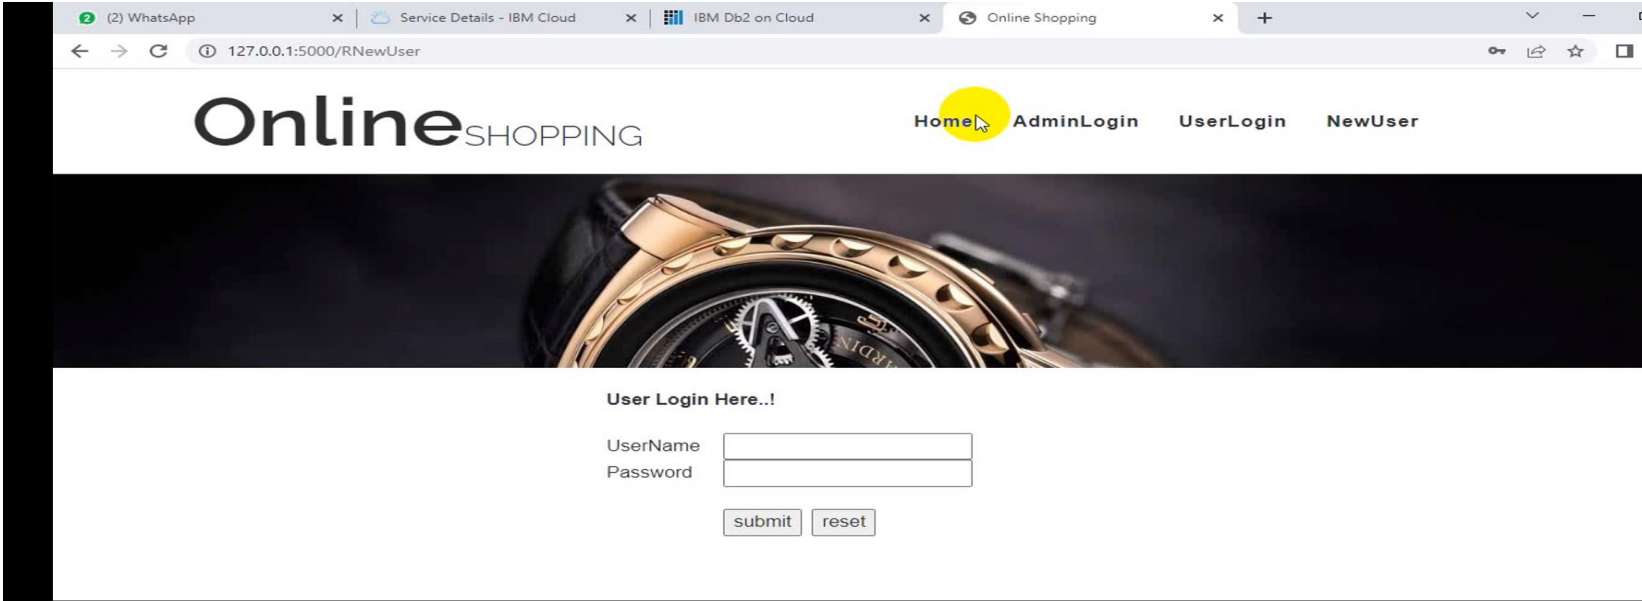 (2) WhatsApp
Service Details - IBM Cloud
IBM Db2 on Cloud
Online Shopping
127.0.0.1:5000/RNewUser
OnlineSHOPPING
Home AdminLogin UserLogin NewUser
User Login Here..!
UserName
Password
submit reset